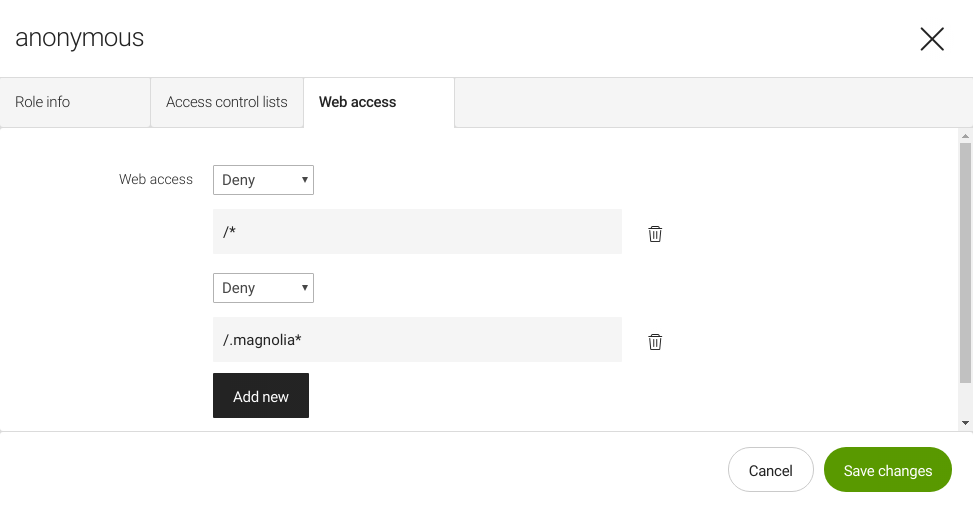 anonymous
Role info Access control lists Web access
Web access Deny
/*
Deny
/.magnolia*
Add new
Cancel Save changes